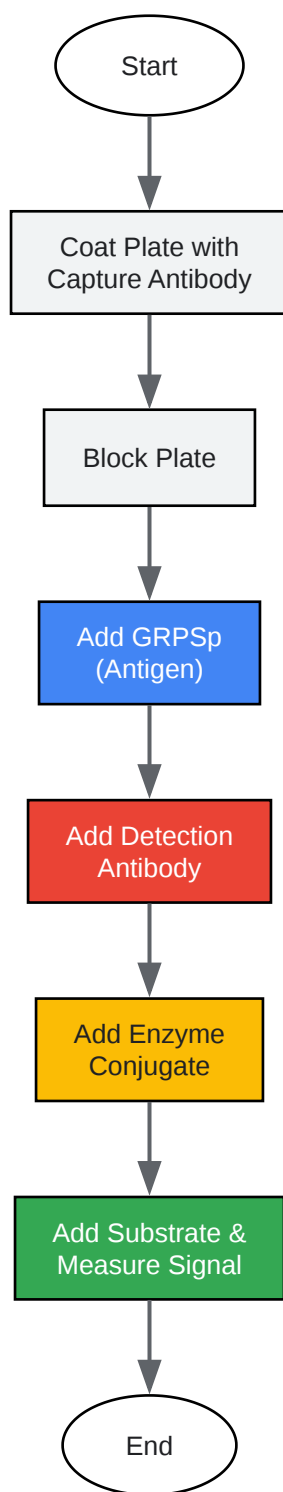 Start
Coat Plate with
Capture Antibody
Block Plate
Add GRPSp
(Antigen)
Add Detection
Antibody
Add Enzyme
Conjugate
Add Substrate &
Measure Signal
End